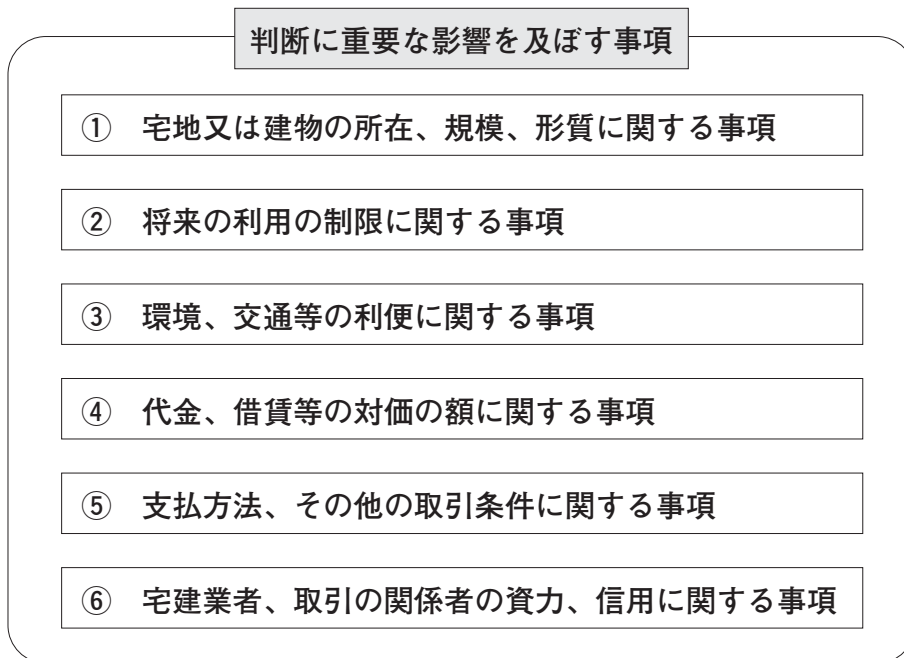 判断に重要な影響を及ぼす事項
① 宅地又は建物の所在、規模、形質に関する事項
② 将来の利用の制限に関する事項
③ 環境、交通等の利便に関する事項
④ 代金、借賃等の対価の額に関する事項
⑤ 支払方法、その他の取引条件に関する事項
⑥ 宅建業者、取引の関係者の資力、信用に関する事項